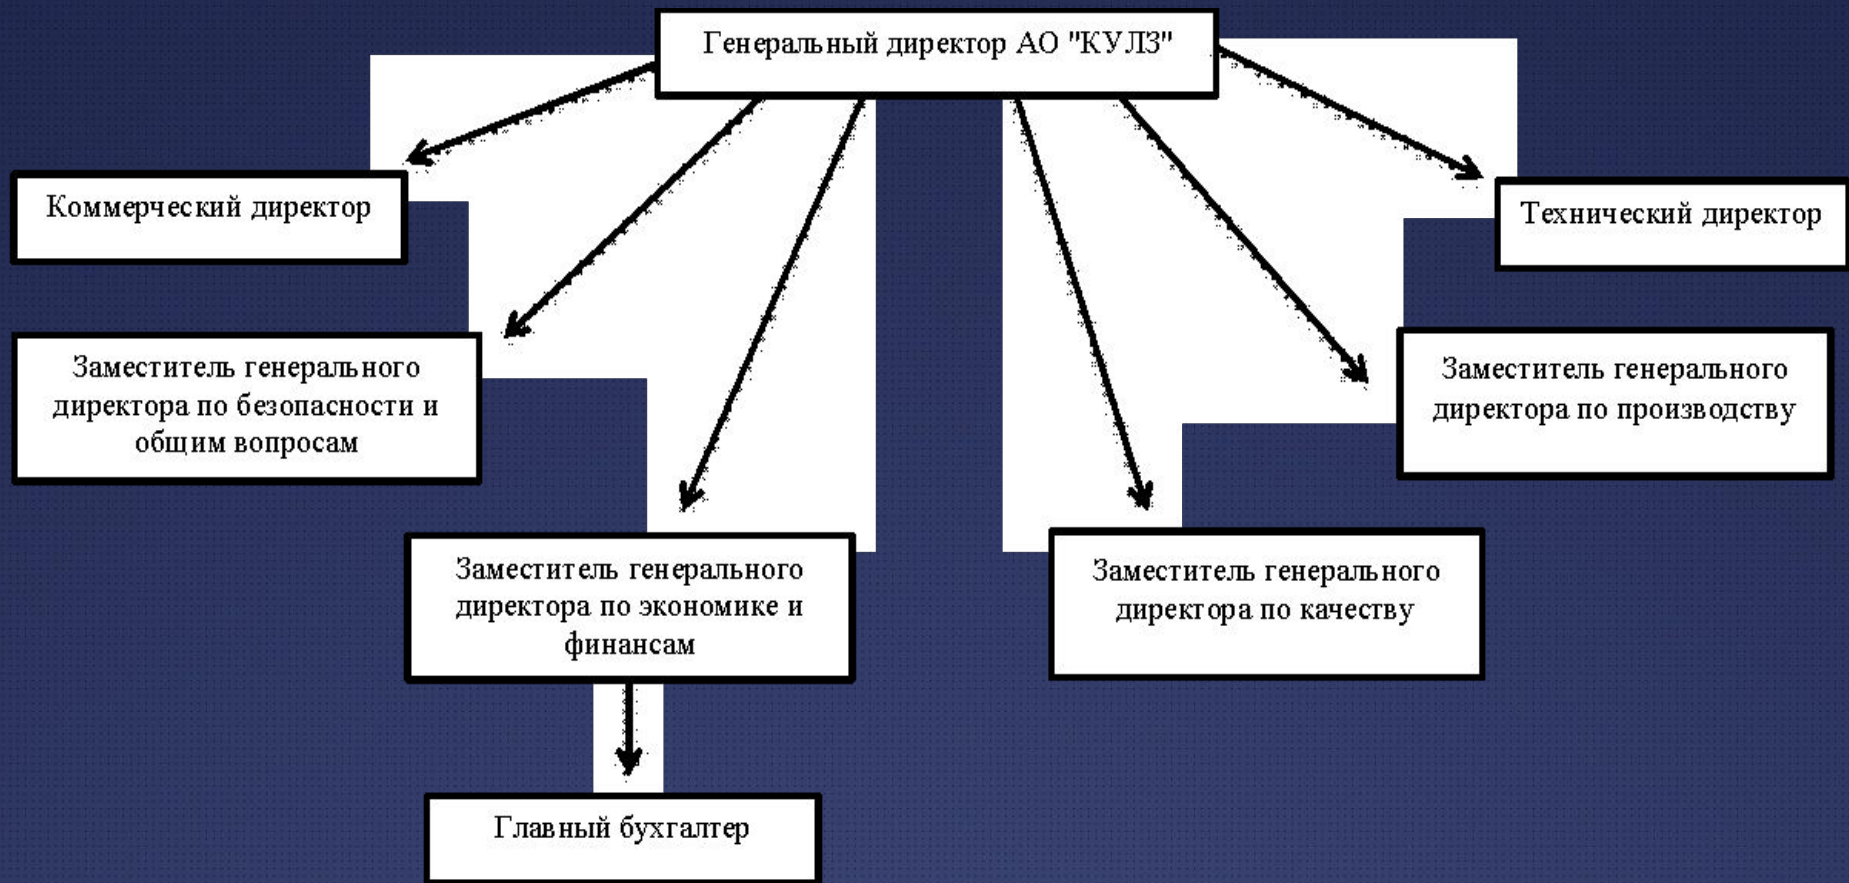 Генеральный директор АО "КУЛЗ"
Коммерческий директор
Технический директор
Заместитель генерального
директора по безопасности и
общим вопросам
Заместитель генерального
директора по производству
Заместитель генерального
директора по экономике и
финансам
Заместитель генерального
директора по качеству
Главный бухгалтер